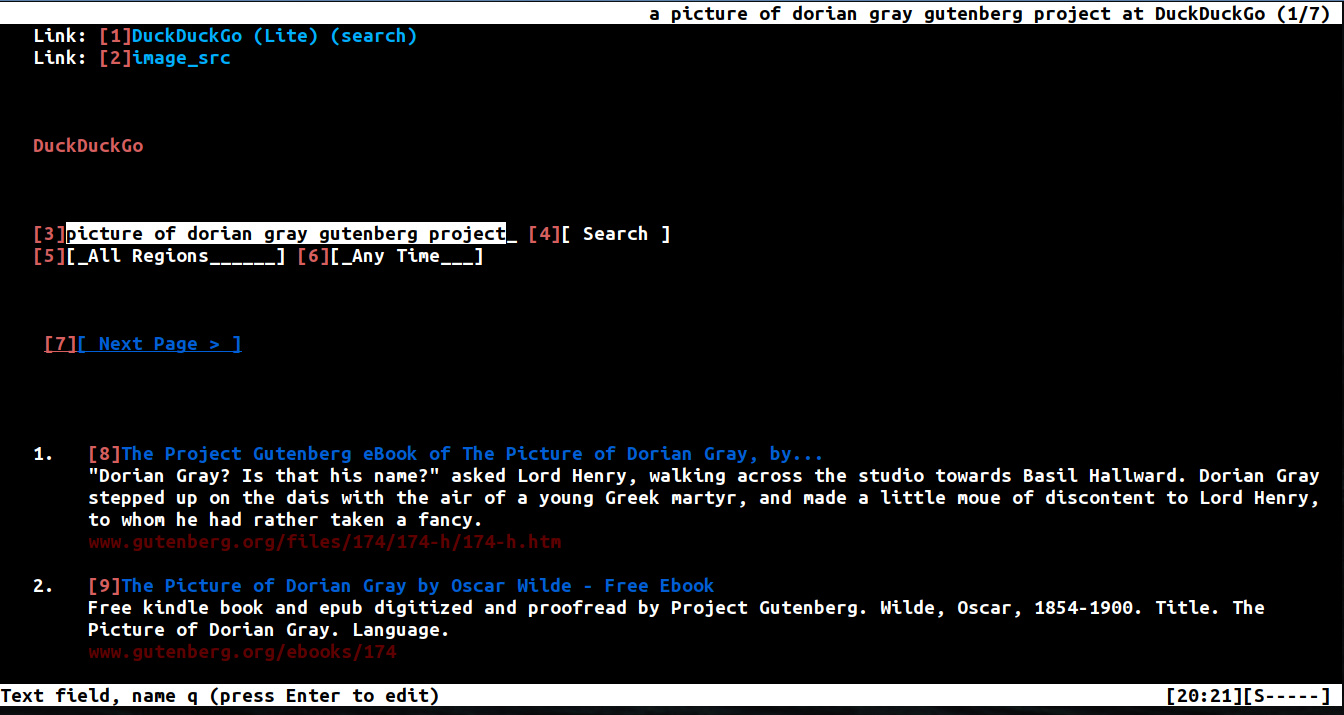 a picture of dorian gray gutenberg project at DuckDuckGo (1/7)
Link: [1]DuckDuckGo (Lite) (search)
Link: [2]image_src
DuckDuckGo
[3]picture of dorian gray gutenberg project_ [4][ Search ]
[5][_All Regions______] [6][_Any Time___]
[7][ Next Page > ]
1. [8]The Project Gutenberg eBook of The Picture of Dorian Gray, by...
"Dorian Gray? Is that his name?" asked Lord Henry, walking across the studio towards Basil Hallward. Dorian Gray
stepped up on the dais with the air of a young Greek martyr, and made a little moue of discontent to Lord Henry,
to whom he had rather taken a fancy.
www.gutenberg.org/files/174/174-h/174-h.htm
2. [9]The Picture of Dorian Gray by Oscar Wilde - Free Ebook
Free kindle book and epub digitized and proofread by Project Gutenberg. Wilde, Oscar, 1854-1900. Title. The
Picture of Dorian Gray. Language.
www.gutenberg.org/ebooks/174
Text field, name q (press Enter to edit) [20:21][S-----]